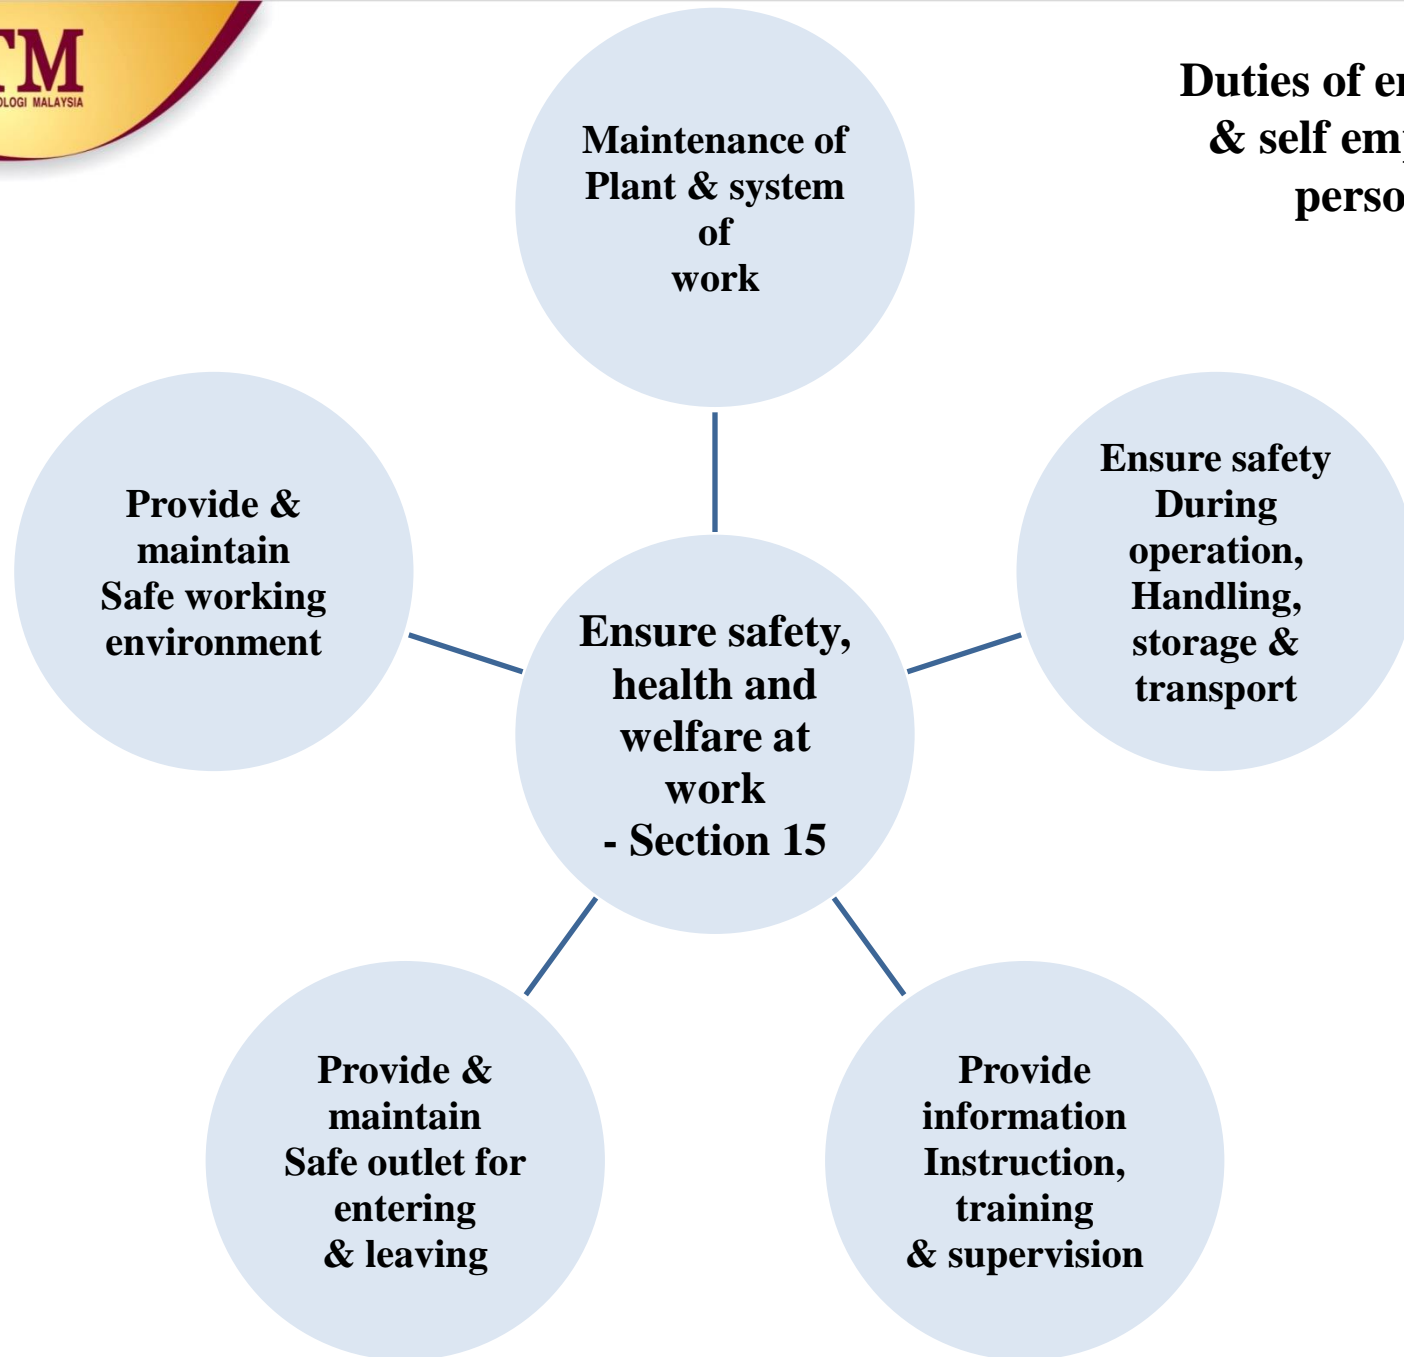 TM
OLOGI MALAYSIA
Duties of
& self
Maintenance of
Plant & system
of
work
Ensure safety
During
operation,
Handling,
storage &
transport
Provide &
maintain
Safe working
environment
Ensure safety,
health and
welfare at
work
- Section 15
Provide &
maintain
Safe outlet for
entering
& leaving
Provide
information
Instruction,
training
& supervision